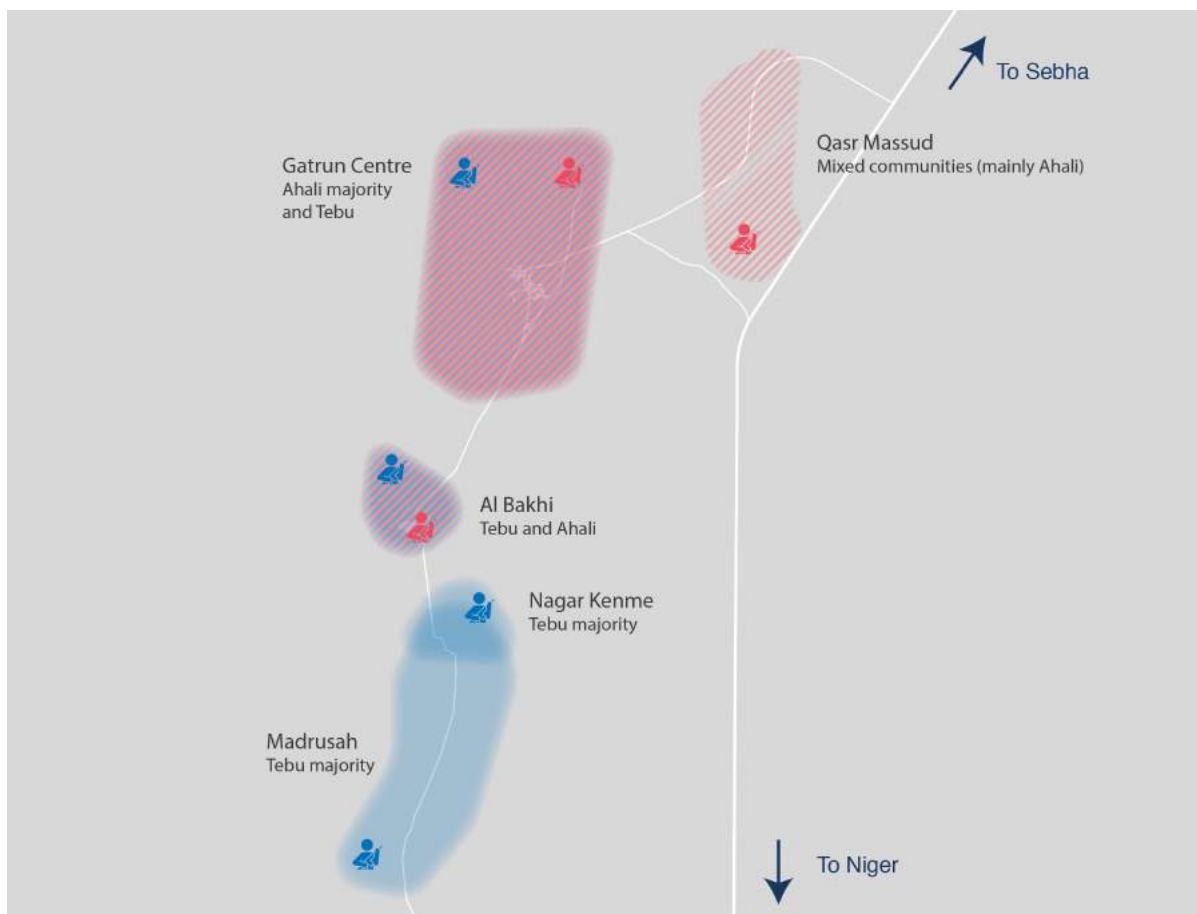 To Sebha
Qasr Massud
Mixed communities (mainly Ahali)
Gatrun Centre
Ahali majority
and Tebu
Al Bakhi
Tebu and Ahali
Nagar Kenme
Tebu majority
Madrusah
Tebu majority
To Niger